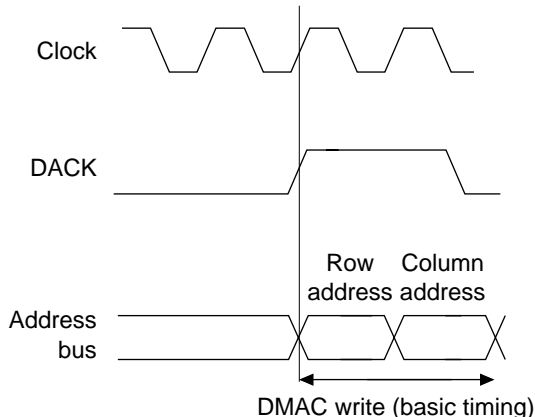 Clock
DACK
Row
address
Column
address
Address
bus
DMAC write (basic timing)